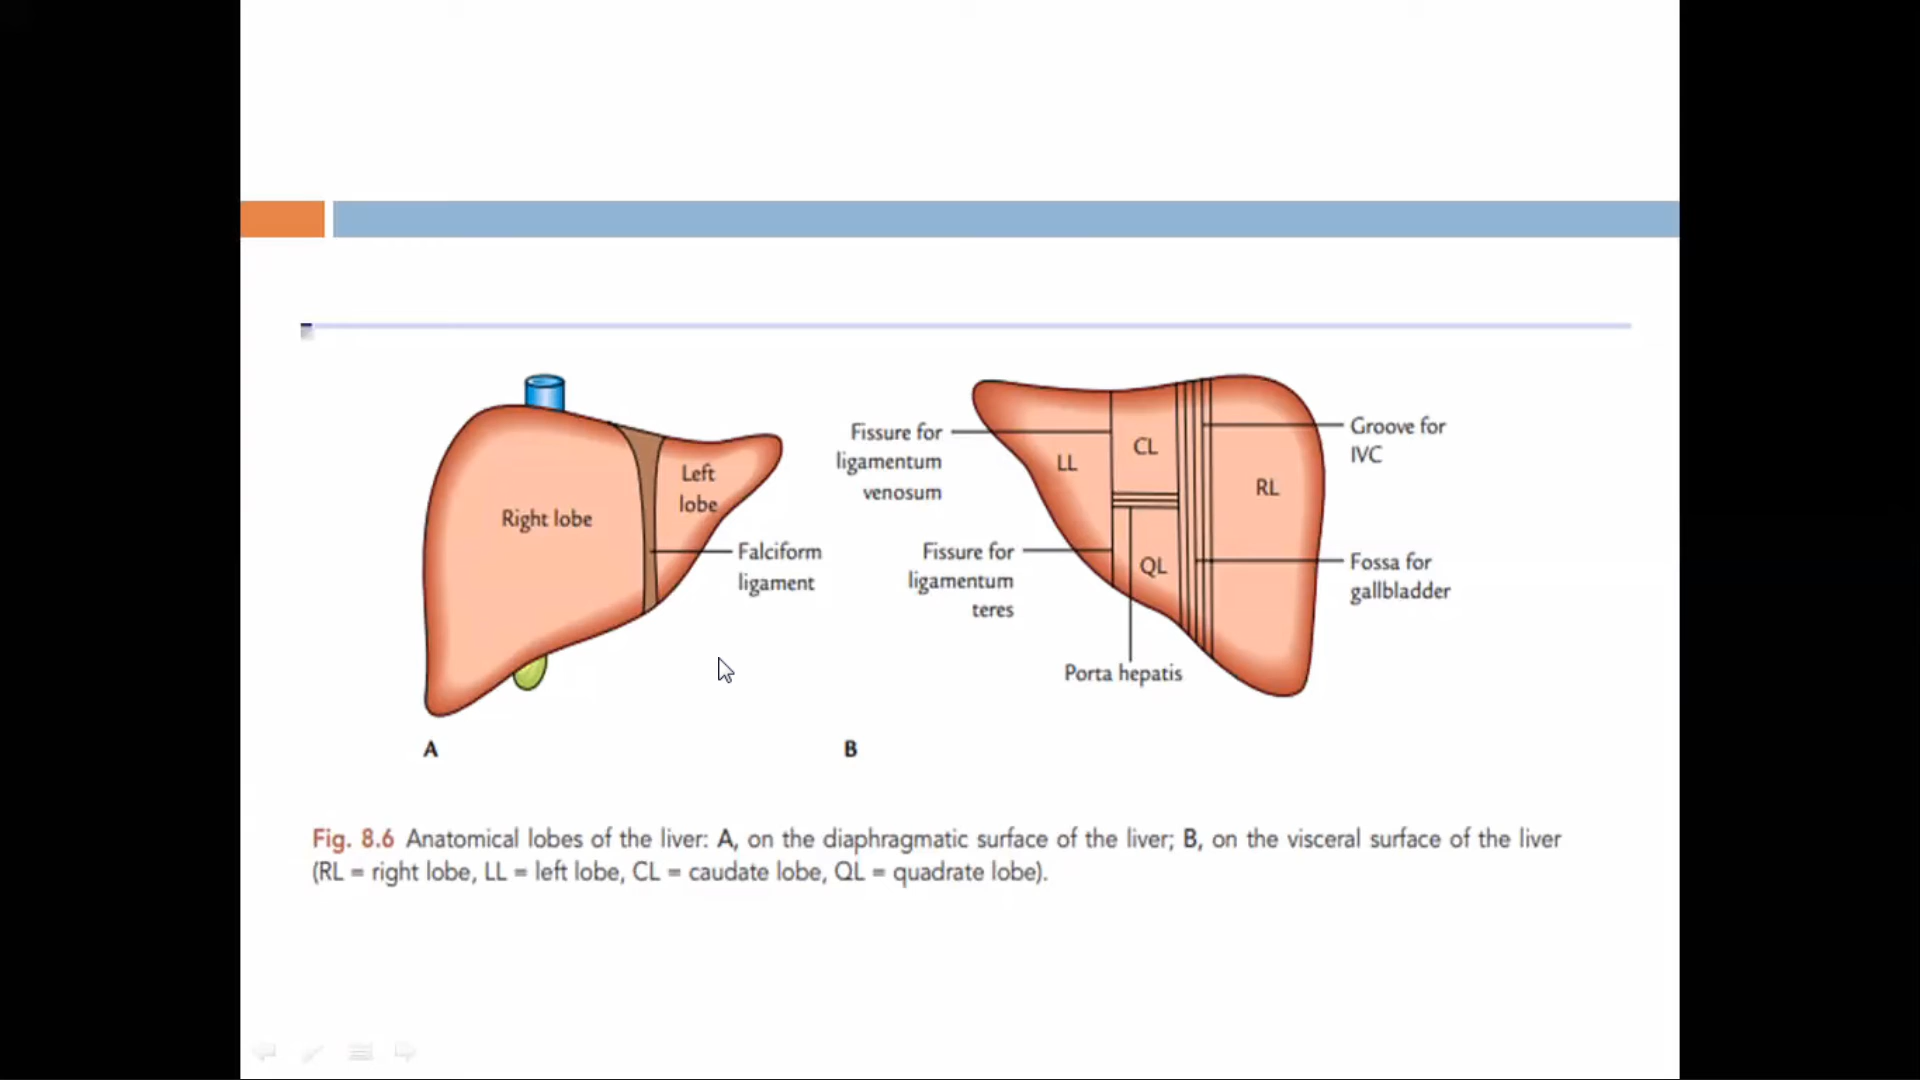 Right lobe
Left
lobe
Falciform
ligament
A
Fissure for
ligamentum
venosum
Fissure for
ligamentum
teres
LL
CL
QL
RL
Porta hepatis
Groove for
IVC
Fossa for
gallbladder
B
Fig. 8.6 Anatomical lobes of the liver: A, on the diaphragmatic surface of the liver; B, on the visceral surface of the liver
(RL = right lobe, LL = left lobe, CL = caudate lobe, QL = quadrate lobe).